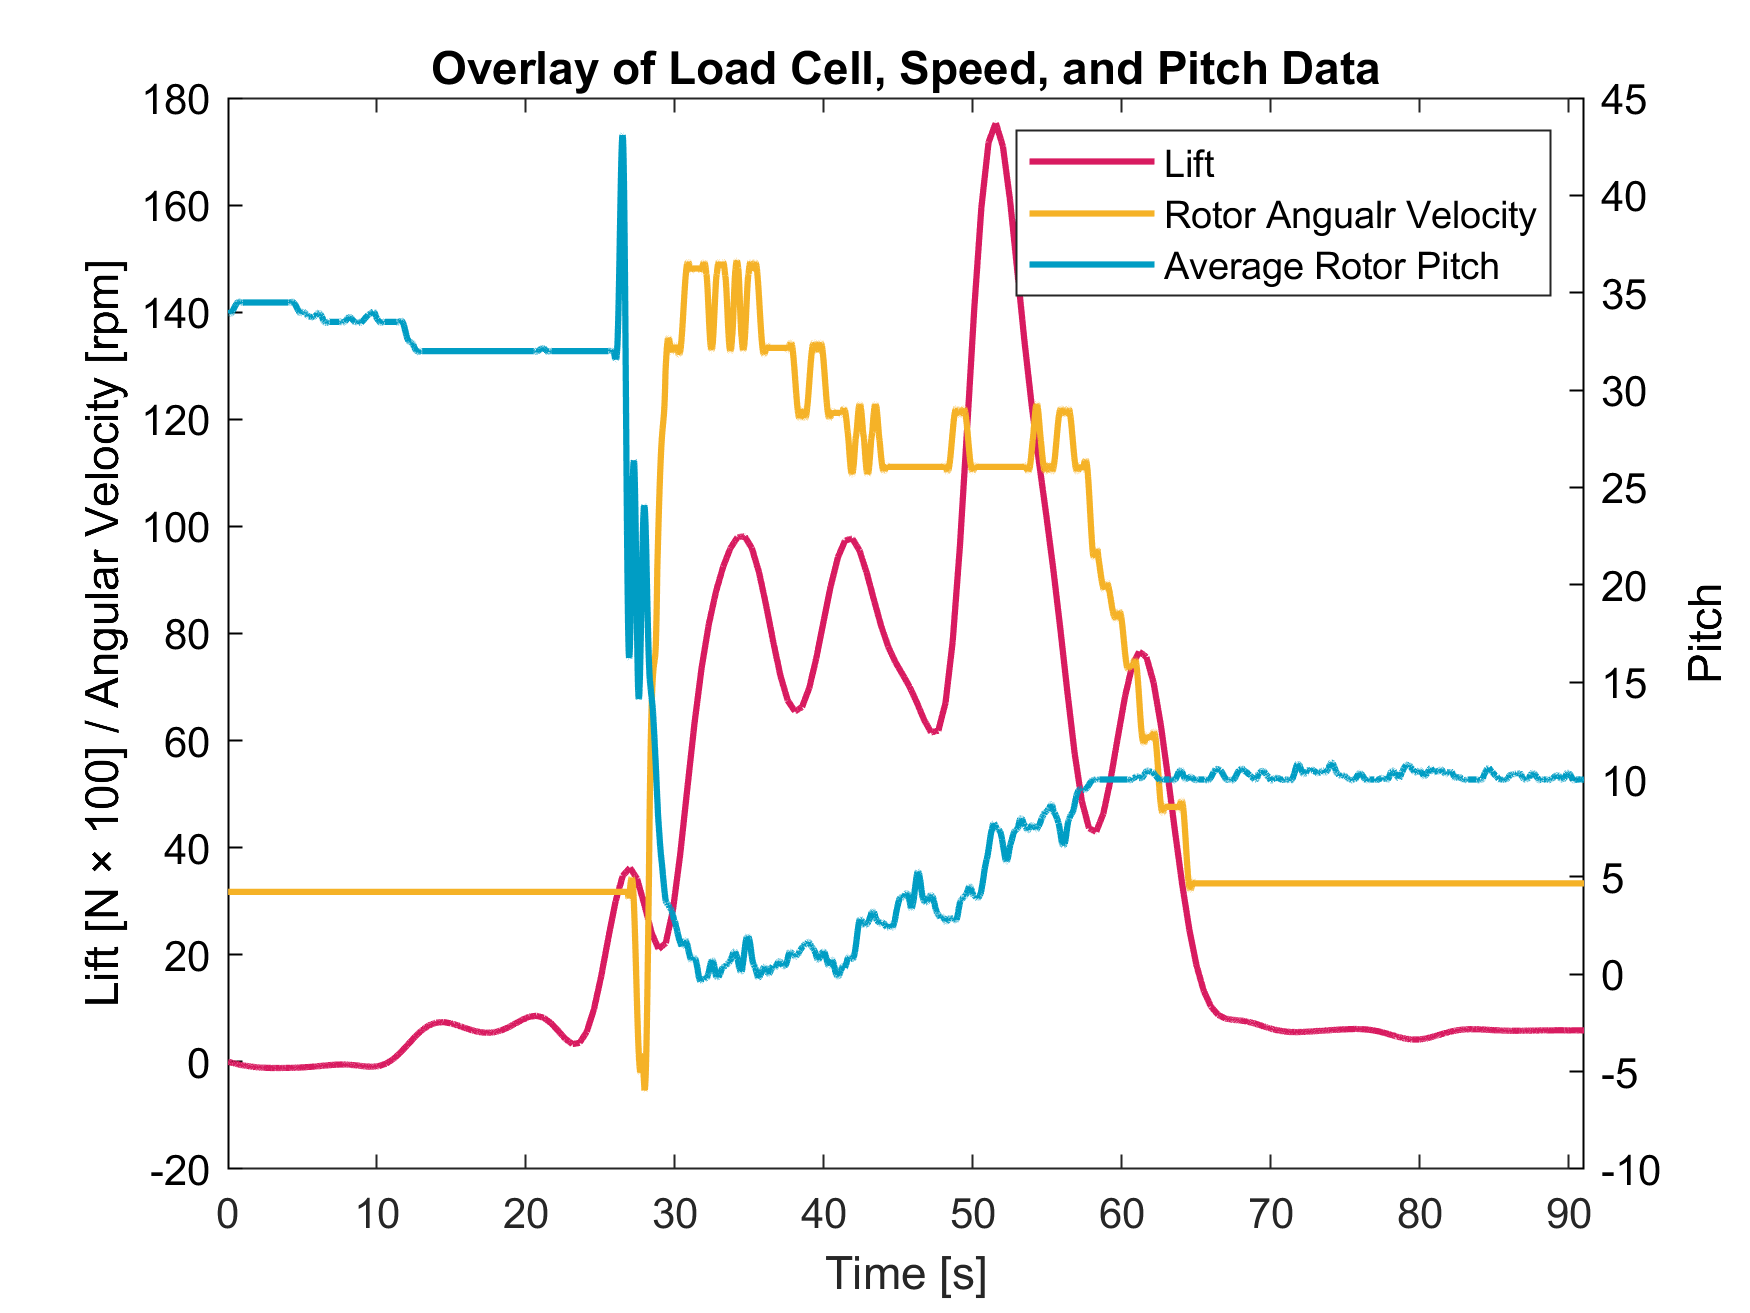 Overlay of Load Cell, Speed, and Pitch Data
Lift [N × 100] / Angular Velocity [rpm]
180
160
140
120
100
80
60
40
20
0
-20
Lift
Rotor Angualr Velocity
Average Rotor Pitch
45
40
35
30
25
20
15
10
5
0
-5
-10
Pitch
0 10 20 30 40 50 60 70 80 90
Time [s]